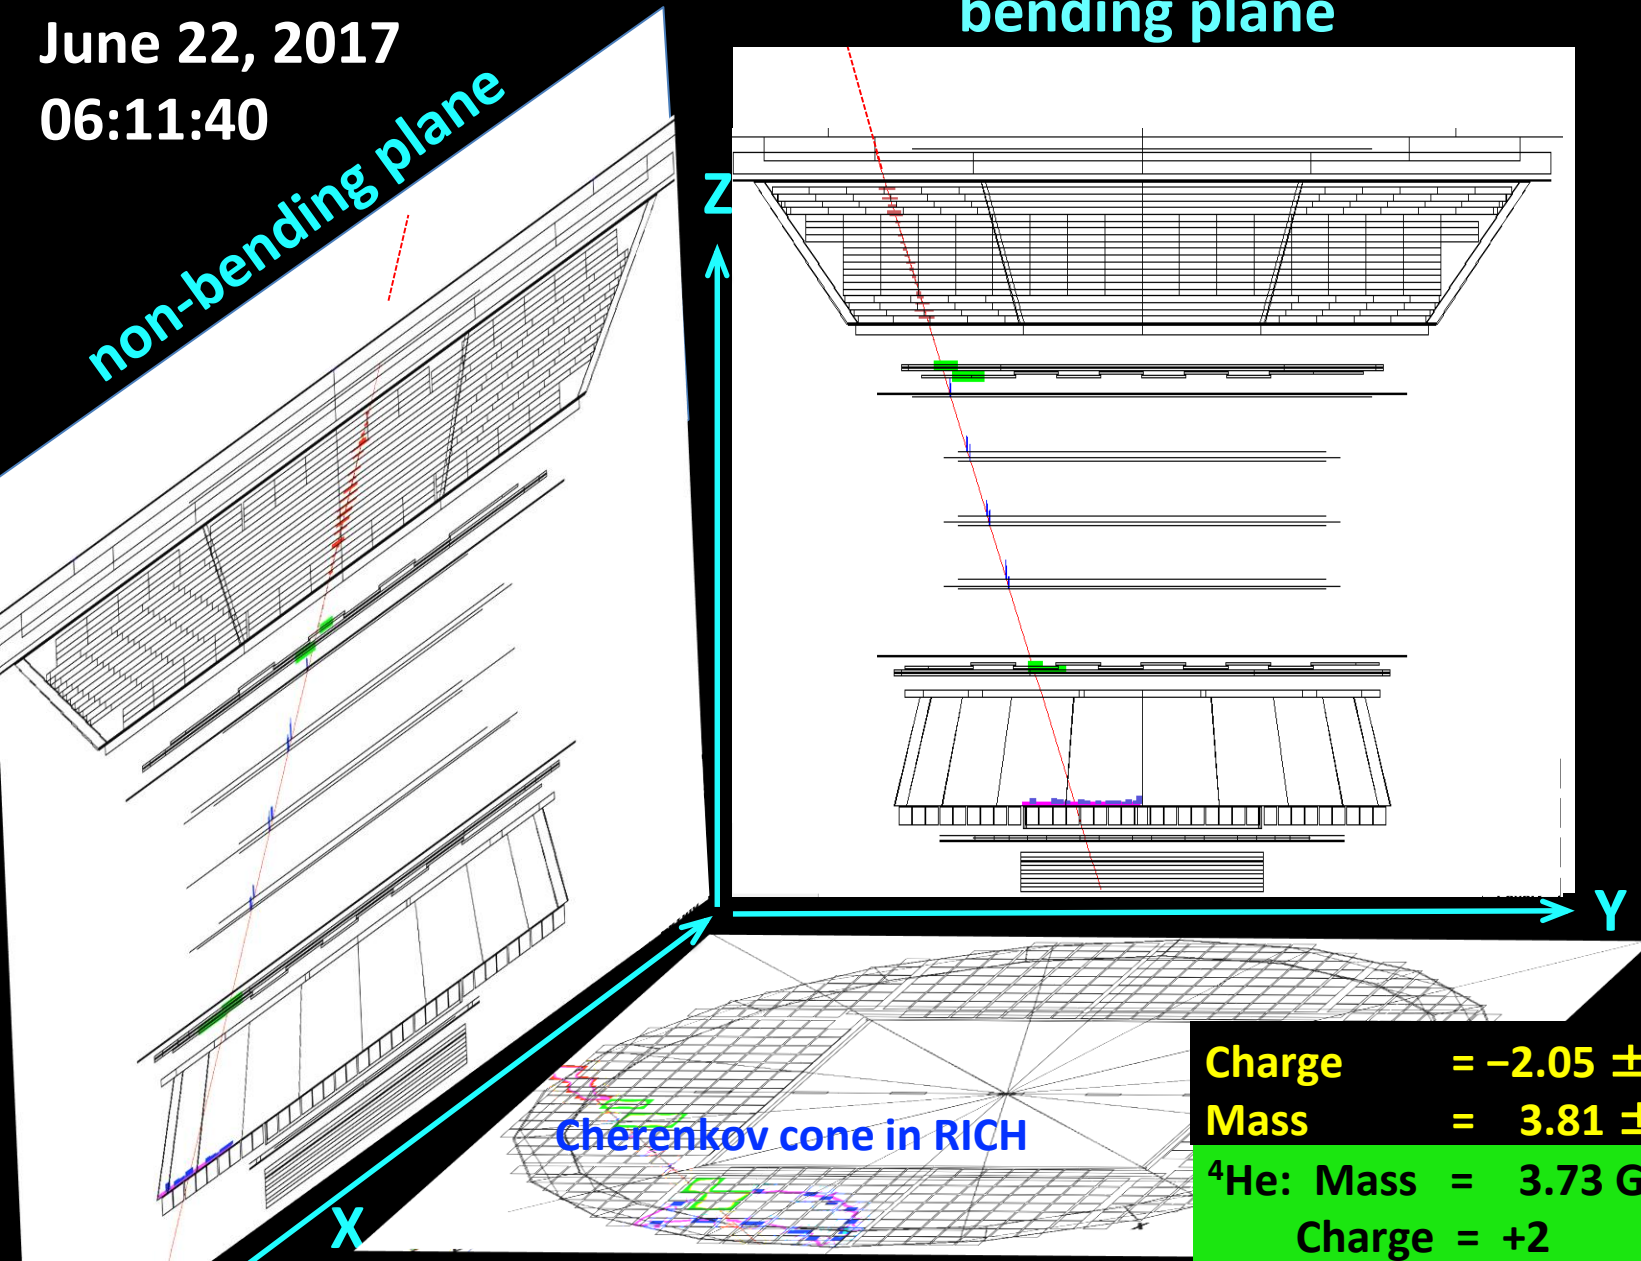 June 22, 2017
06:11:40
bending plane
non-bending plane
Z
Y
X
Cherenkov cone in RICH
Charge = −2.05 ±
Mass = 3.81 ±
⁴He: Mass = 3.73 G
Charge = +2